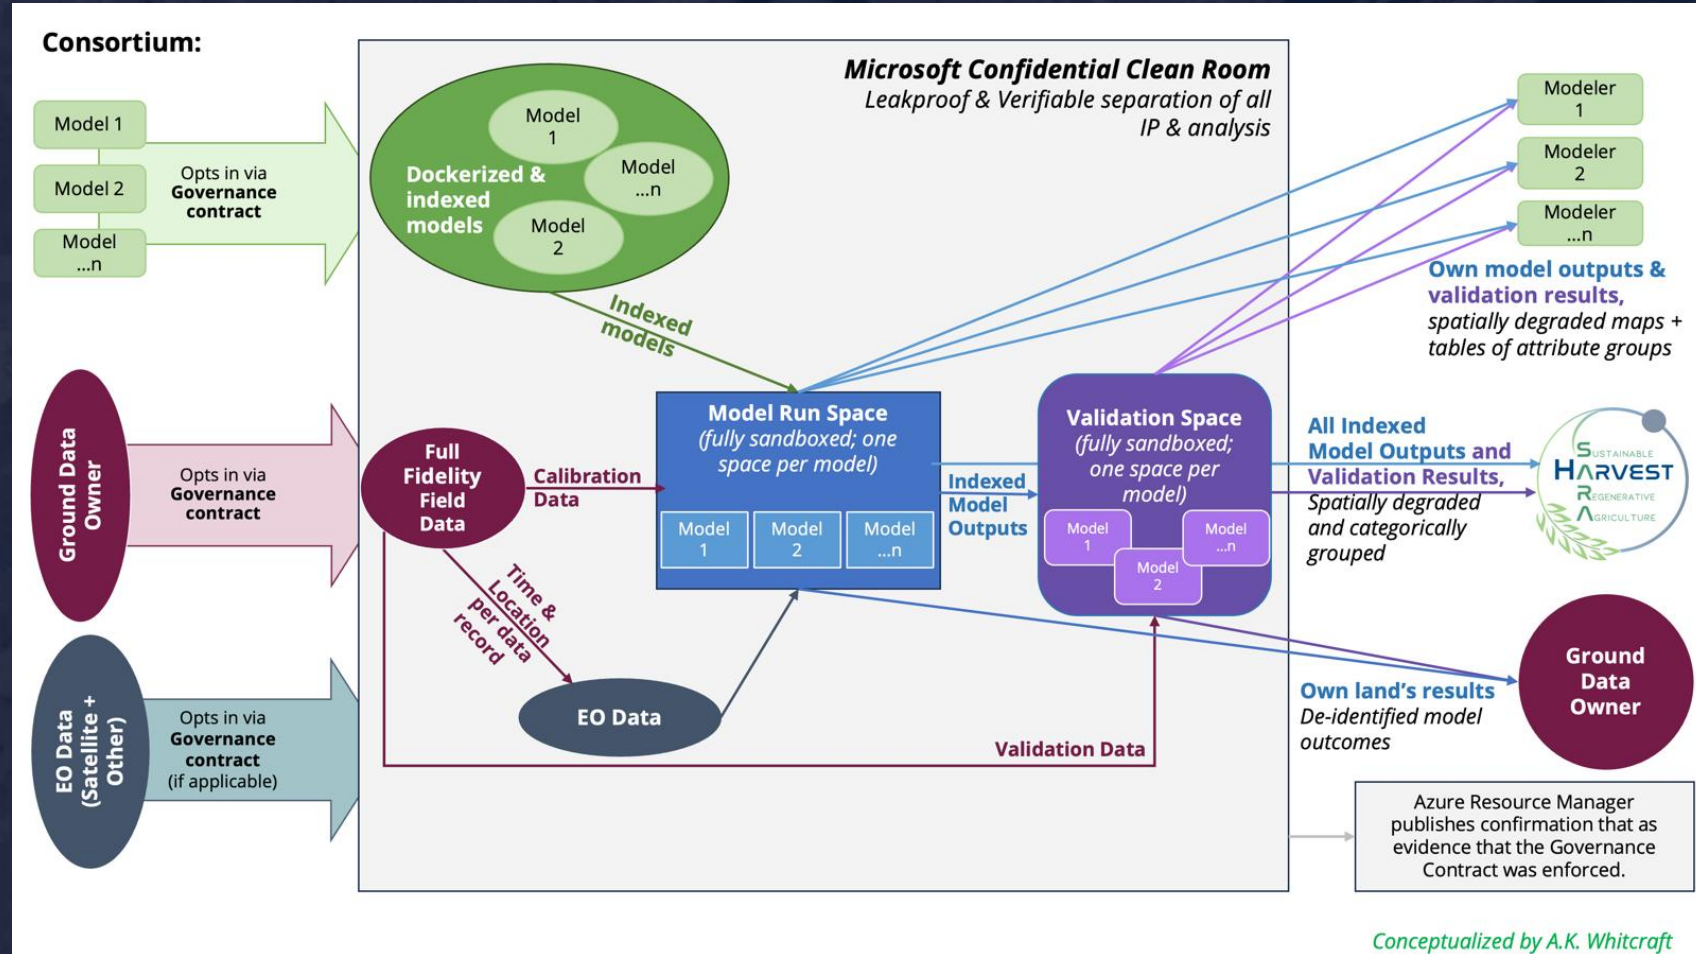 Consortium:
Model 1
Model 2
Model
...n
Opts in via
Governance
contract
Dockerized &
indexed
models
Model
1
Model
...n
Model
2
Microsoft Confidential Clean Room
Leakproof & Verifiable separation of all
IP & analysis
Modeler
1
Modeler
2
Modeler
...n
Own model outputs &
validation results,
spatially degraded maps +
tables of attribute groups
Indexed
models
Ground Data
Owner
Opts in via
Governance
contract
Full
Fidelity
Field
Data
Calibration
Data
Model Run Space
(fully sandboxed; one
space per model)
Model
1
Model
2
Model
...n
Indexed
Model
Outputs
Validation Space
(fully sandboxed;
one space per
model)
Model
1
Model
2
Model
...n
All Indexed
Model Outputs and
Validation Results,
Spatially degraded
and categorically
grouped
SUSTAINABLE
HARVEST
REGENERATIVE
AGRICULTURE
Time &
Location
per data
record
EO Data
(Satellite +
Other)
Opts in via
Governance
contract
(if applicable)
EO Data
Validation Data
Own land's results
De-identified model
outcomes
Ground
Data
Owner
Azure Resource Manager
publishes confirmation that as
evidence that the Governance
Contract was enforced.
Conceptualized by A.K. Whitcraft